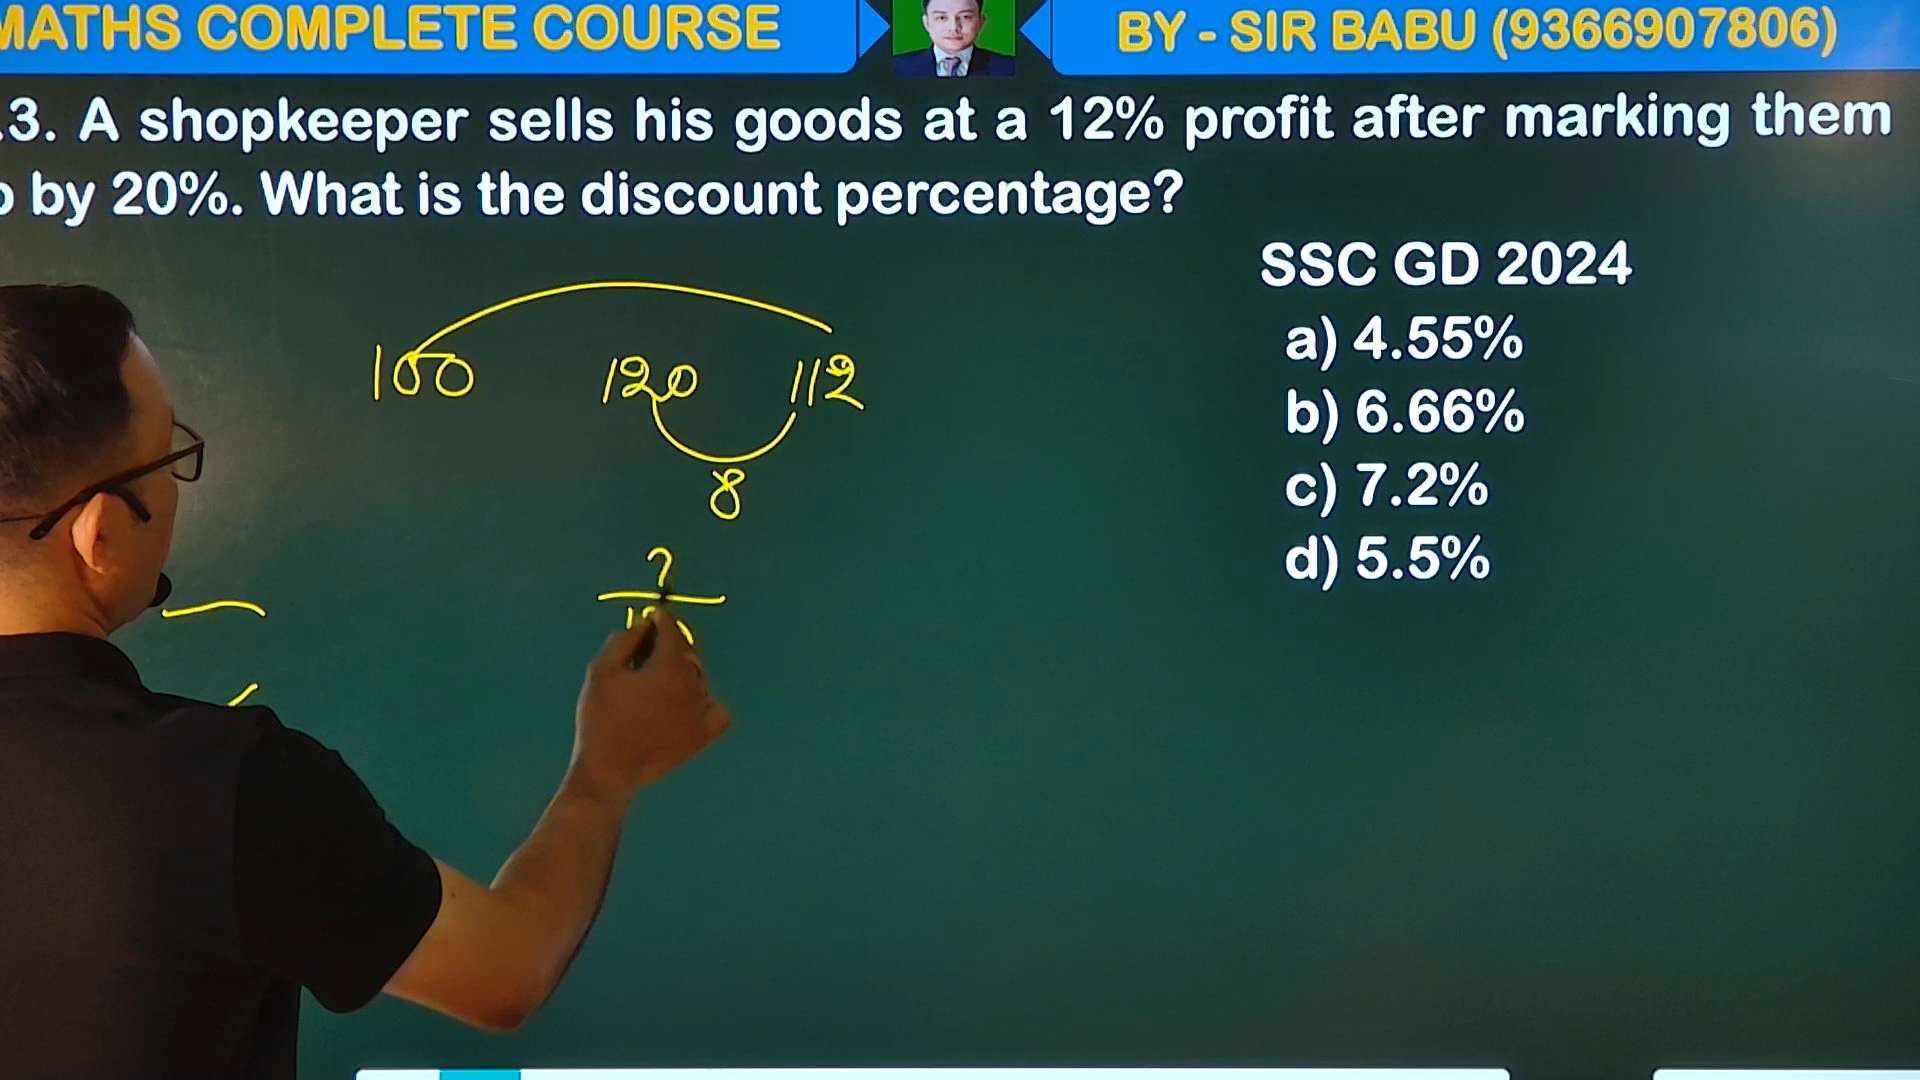 MATHS COMPLETE COURSE
BY - SIR BABU (9366907806)
.3. A shopkeeper sells his goods at a 12% profit after marking them
by 20%. What is the discount percentage?
SSC GD 2024
a) 4.55%
b) 6.66%
c) 7.2%
d) 5.5%
100 120 112
8
?